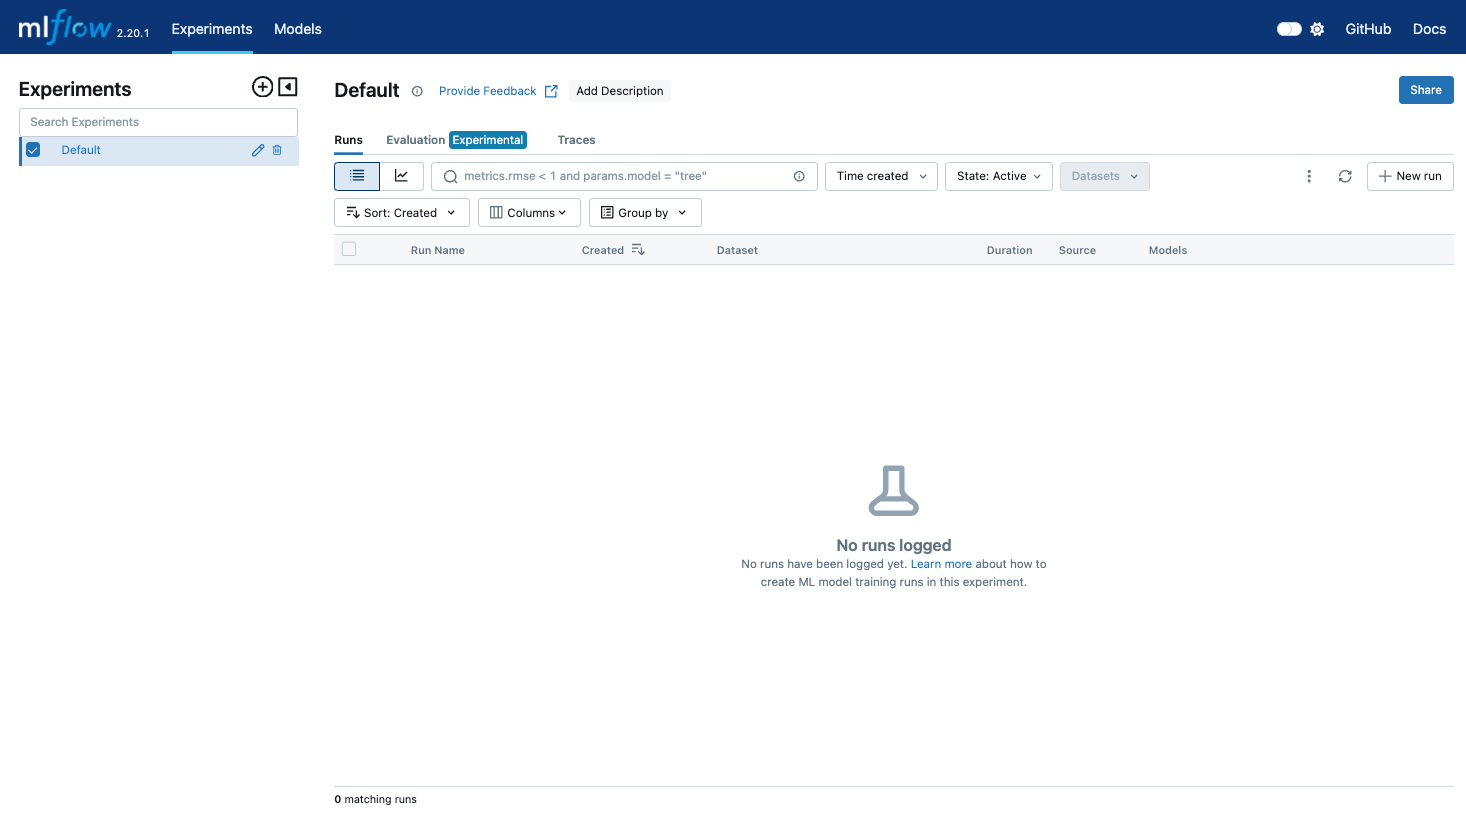 mlflow 2.20.1 Experiments Models GitHub Docs
Experiments
Search Experiments
Default
Default Provide Feedback Add Description Share
Runs Evaluation Experimental Traces
metrics.rmse < 1 and params.model = "tree" Time created State: Active Datasets New run
Sort: Created Columns Group by
Run Name Created Dataset Duration Source Models
No runs logged
No runs have been logged yet. Learn more about how to
create ML model training runs in this experiment.
0 matching runs